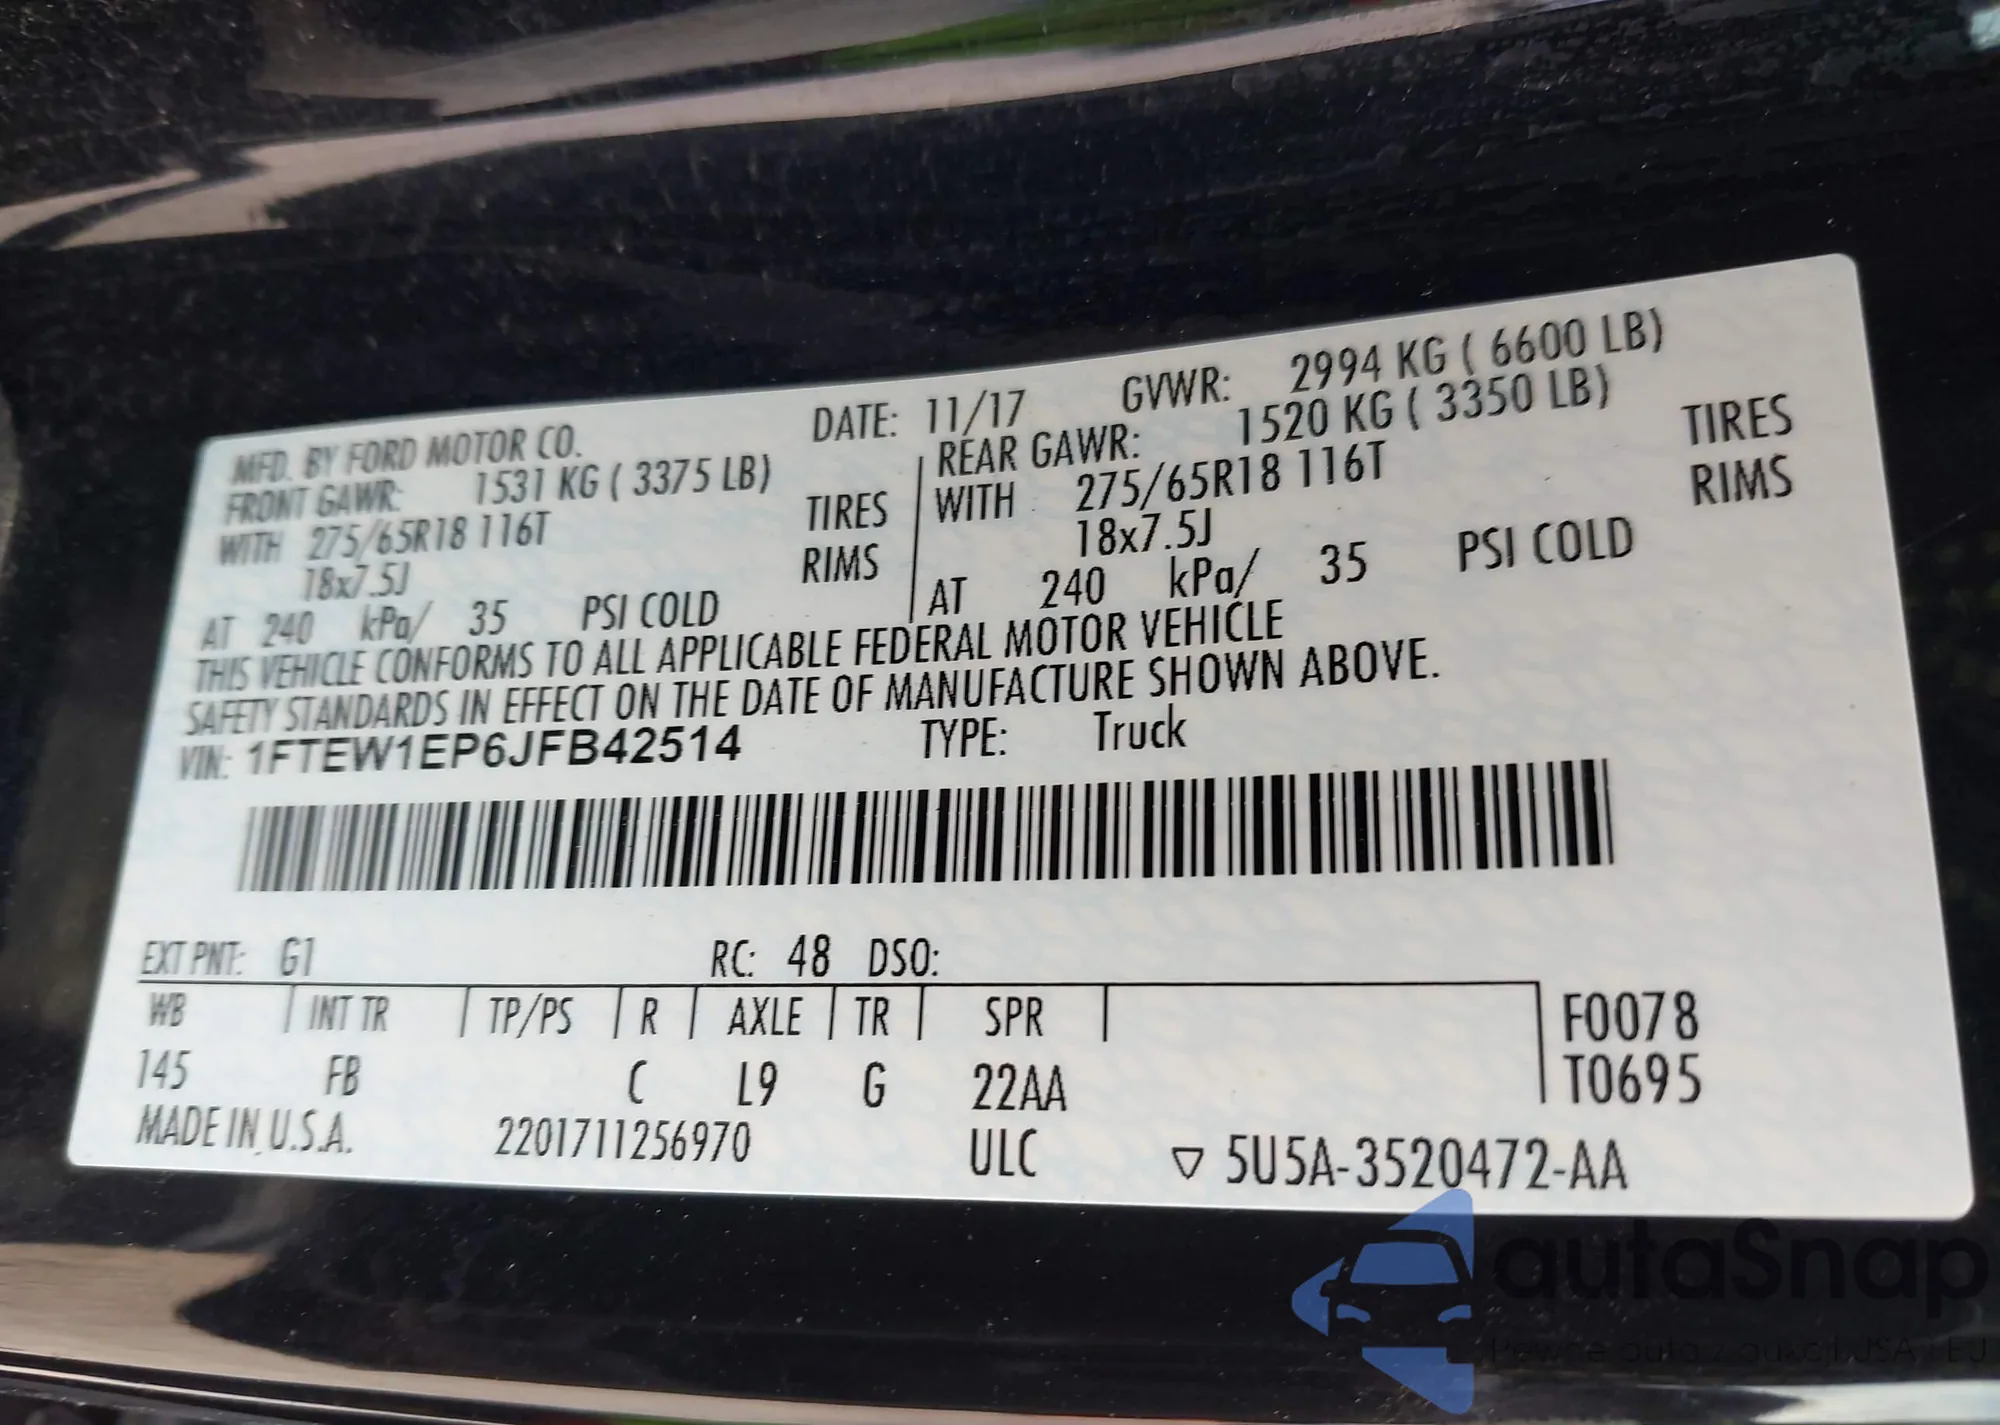 MFD. BY FORD MOTOR CO. DATE: 11/17 GVWR: 2994 KG ( 6600 LB)
FRONT GAWR: 1531 KG ( 3375 LB) REAR GAWR: 1520 KG ( 3350 LB)
WITH 275/65R18 116T TIRES WITH 275/65R18 116T TIRES
18x7.5J RIMS 18x7.5J RIMS
AT 240 kPa/ 35 PSI COLD AT 240 kPa/ 35 PSI COLD
THIS VEHICLE CONFORMS TO ALL APPLICABLE FEDERAL MOTOR VEHICLE
SAFETY STANDARDS IN EFFECT ON THE DATE OF MANUFACTURE SHOWN ABOVE.
VIN: 1FTEW1EP6JFB42514 TYPE: Truck
EXT PNT: G1 RC: 48 DSO:
WB INT TR TP/PS R AXLE TR SPR F0078
145 FB C L9 G 22AA T0695
MADE IN U.S.A. 2201711256970 ULC ▽ 5U5A-3520472-AA
autaSnap
Pewne auta z aukcji USA i EU